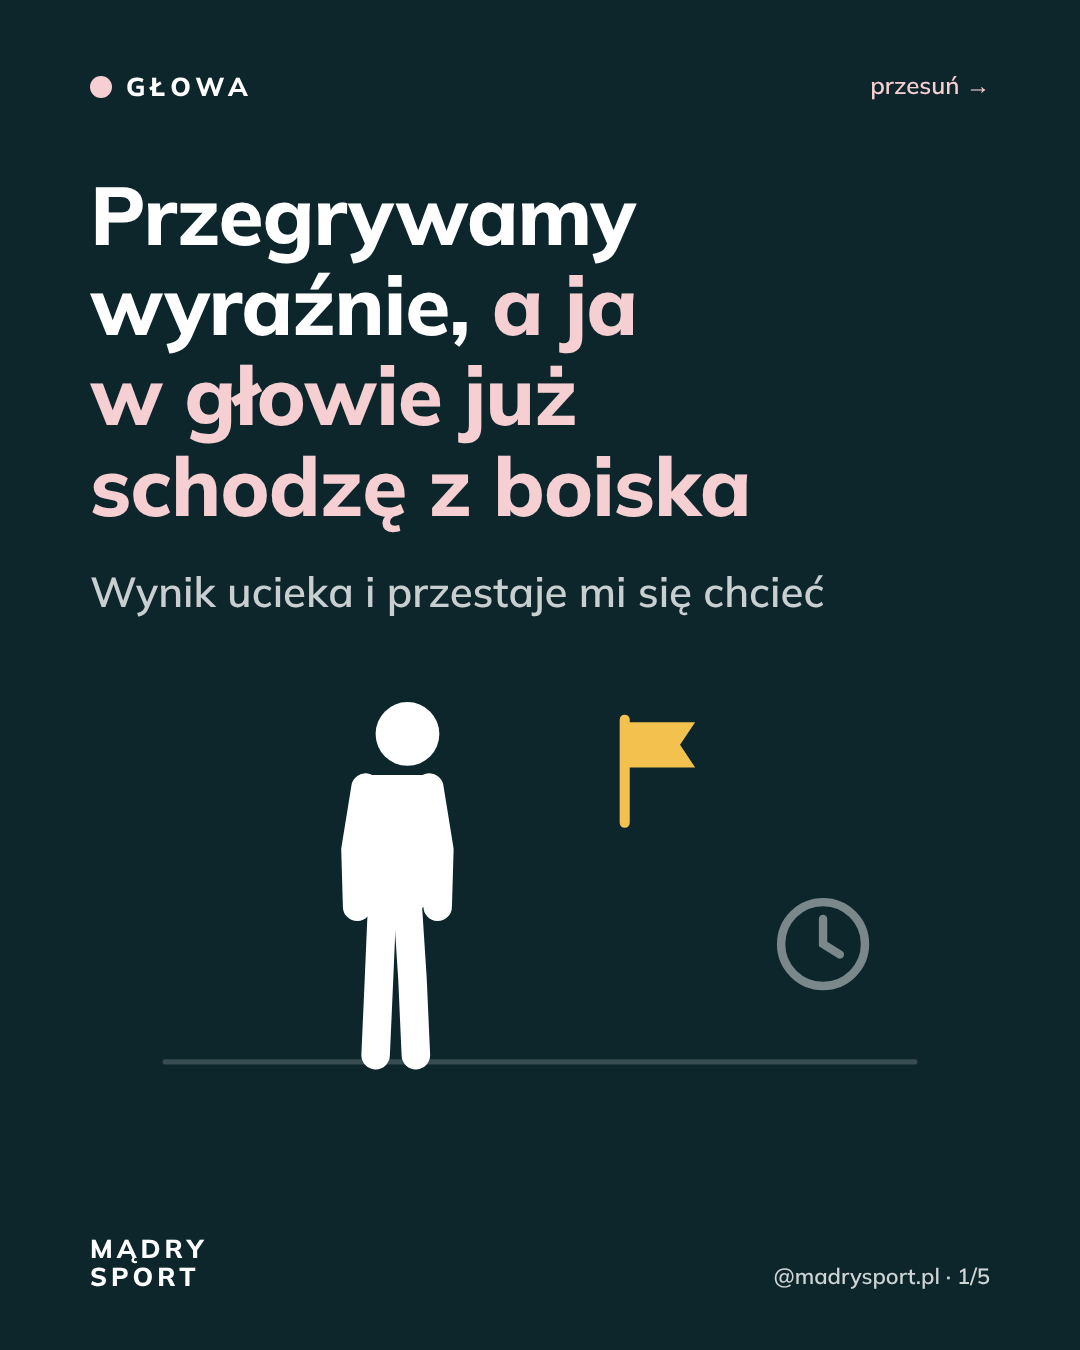 GŁOWA
przesuń →
Przegrywamy
wyraźnie, a ja
w głowie już
schodzę z boiska
Wynik ucieka i przestaje mi się chcieć
MĄDRY
SPORT
@madrysport.pl · 1/5